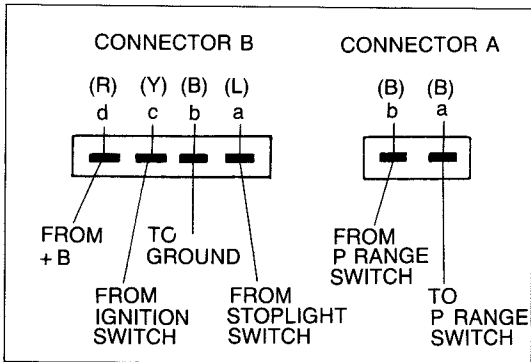 CONNECTOR B
CONNECTOR A
(R) (Y) (B) (L)
d c b a
(B) (B)
b a
FROM
+B
TO
GROUND
FROM
IGNITION
SWITCH
FROM
STOPLIGHT
SWITCH
FROM
P RANGE
SWITCH
TO
P RANGE
SWITCH